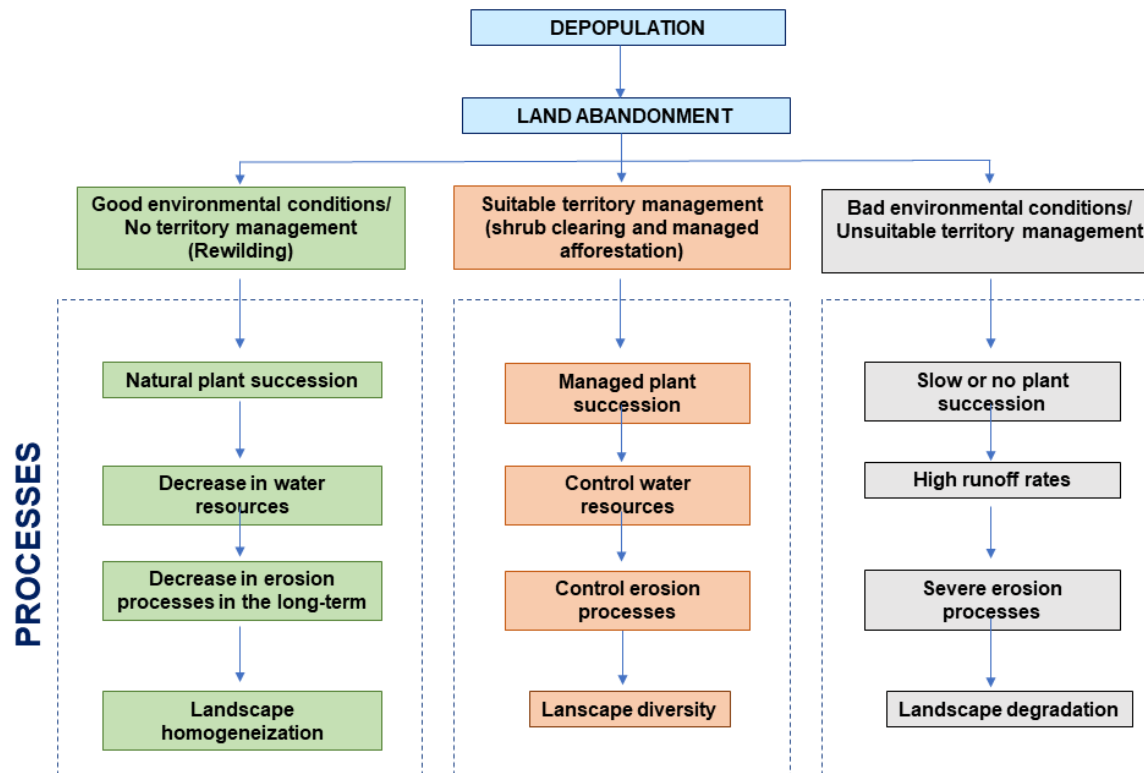 DEPOPULATION
LAND ABANDONMENT
Good environmental conditions/
No territory management
(Rewilding)
Suitable territory management
(shrub clearing and managed
afforestation)
Bad environmental conditions/
Unsuitable territory management
PROCESSES
Natural plant succession
Decrease in water
resources
Decrease in erosion
processes in the long-term
Landscape
homogeneization
Managed plant
succession
Control water
resources
Control erosion
processes
Lanscape diversity
Slow or no plant
succession
High runoff rates
Severe erosion
processes
Landscape degradation